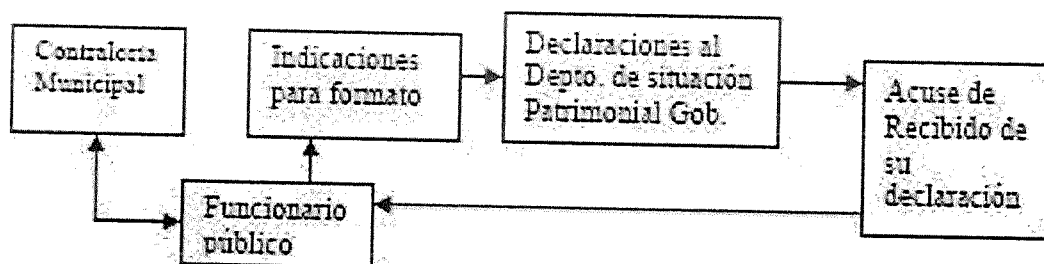 Contraloría
Municipal
Indicaciones
para formato
Declaraciones al
Depto. de situación
Patrimonial Gob.
Acuse de
Recibido de
su
declaración
Funcionario
público